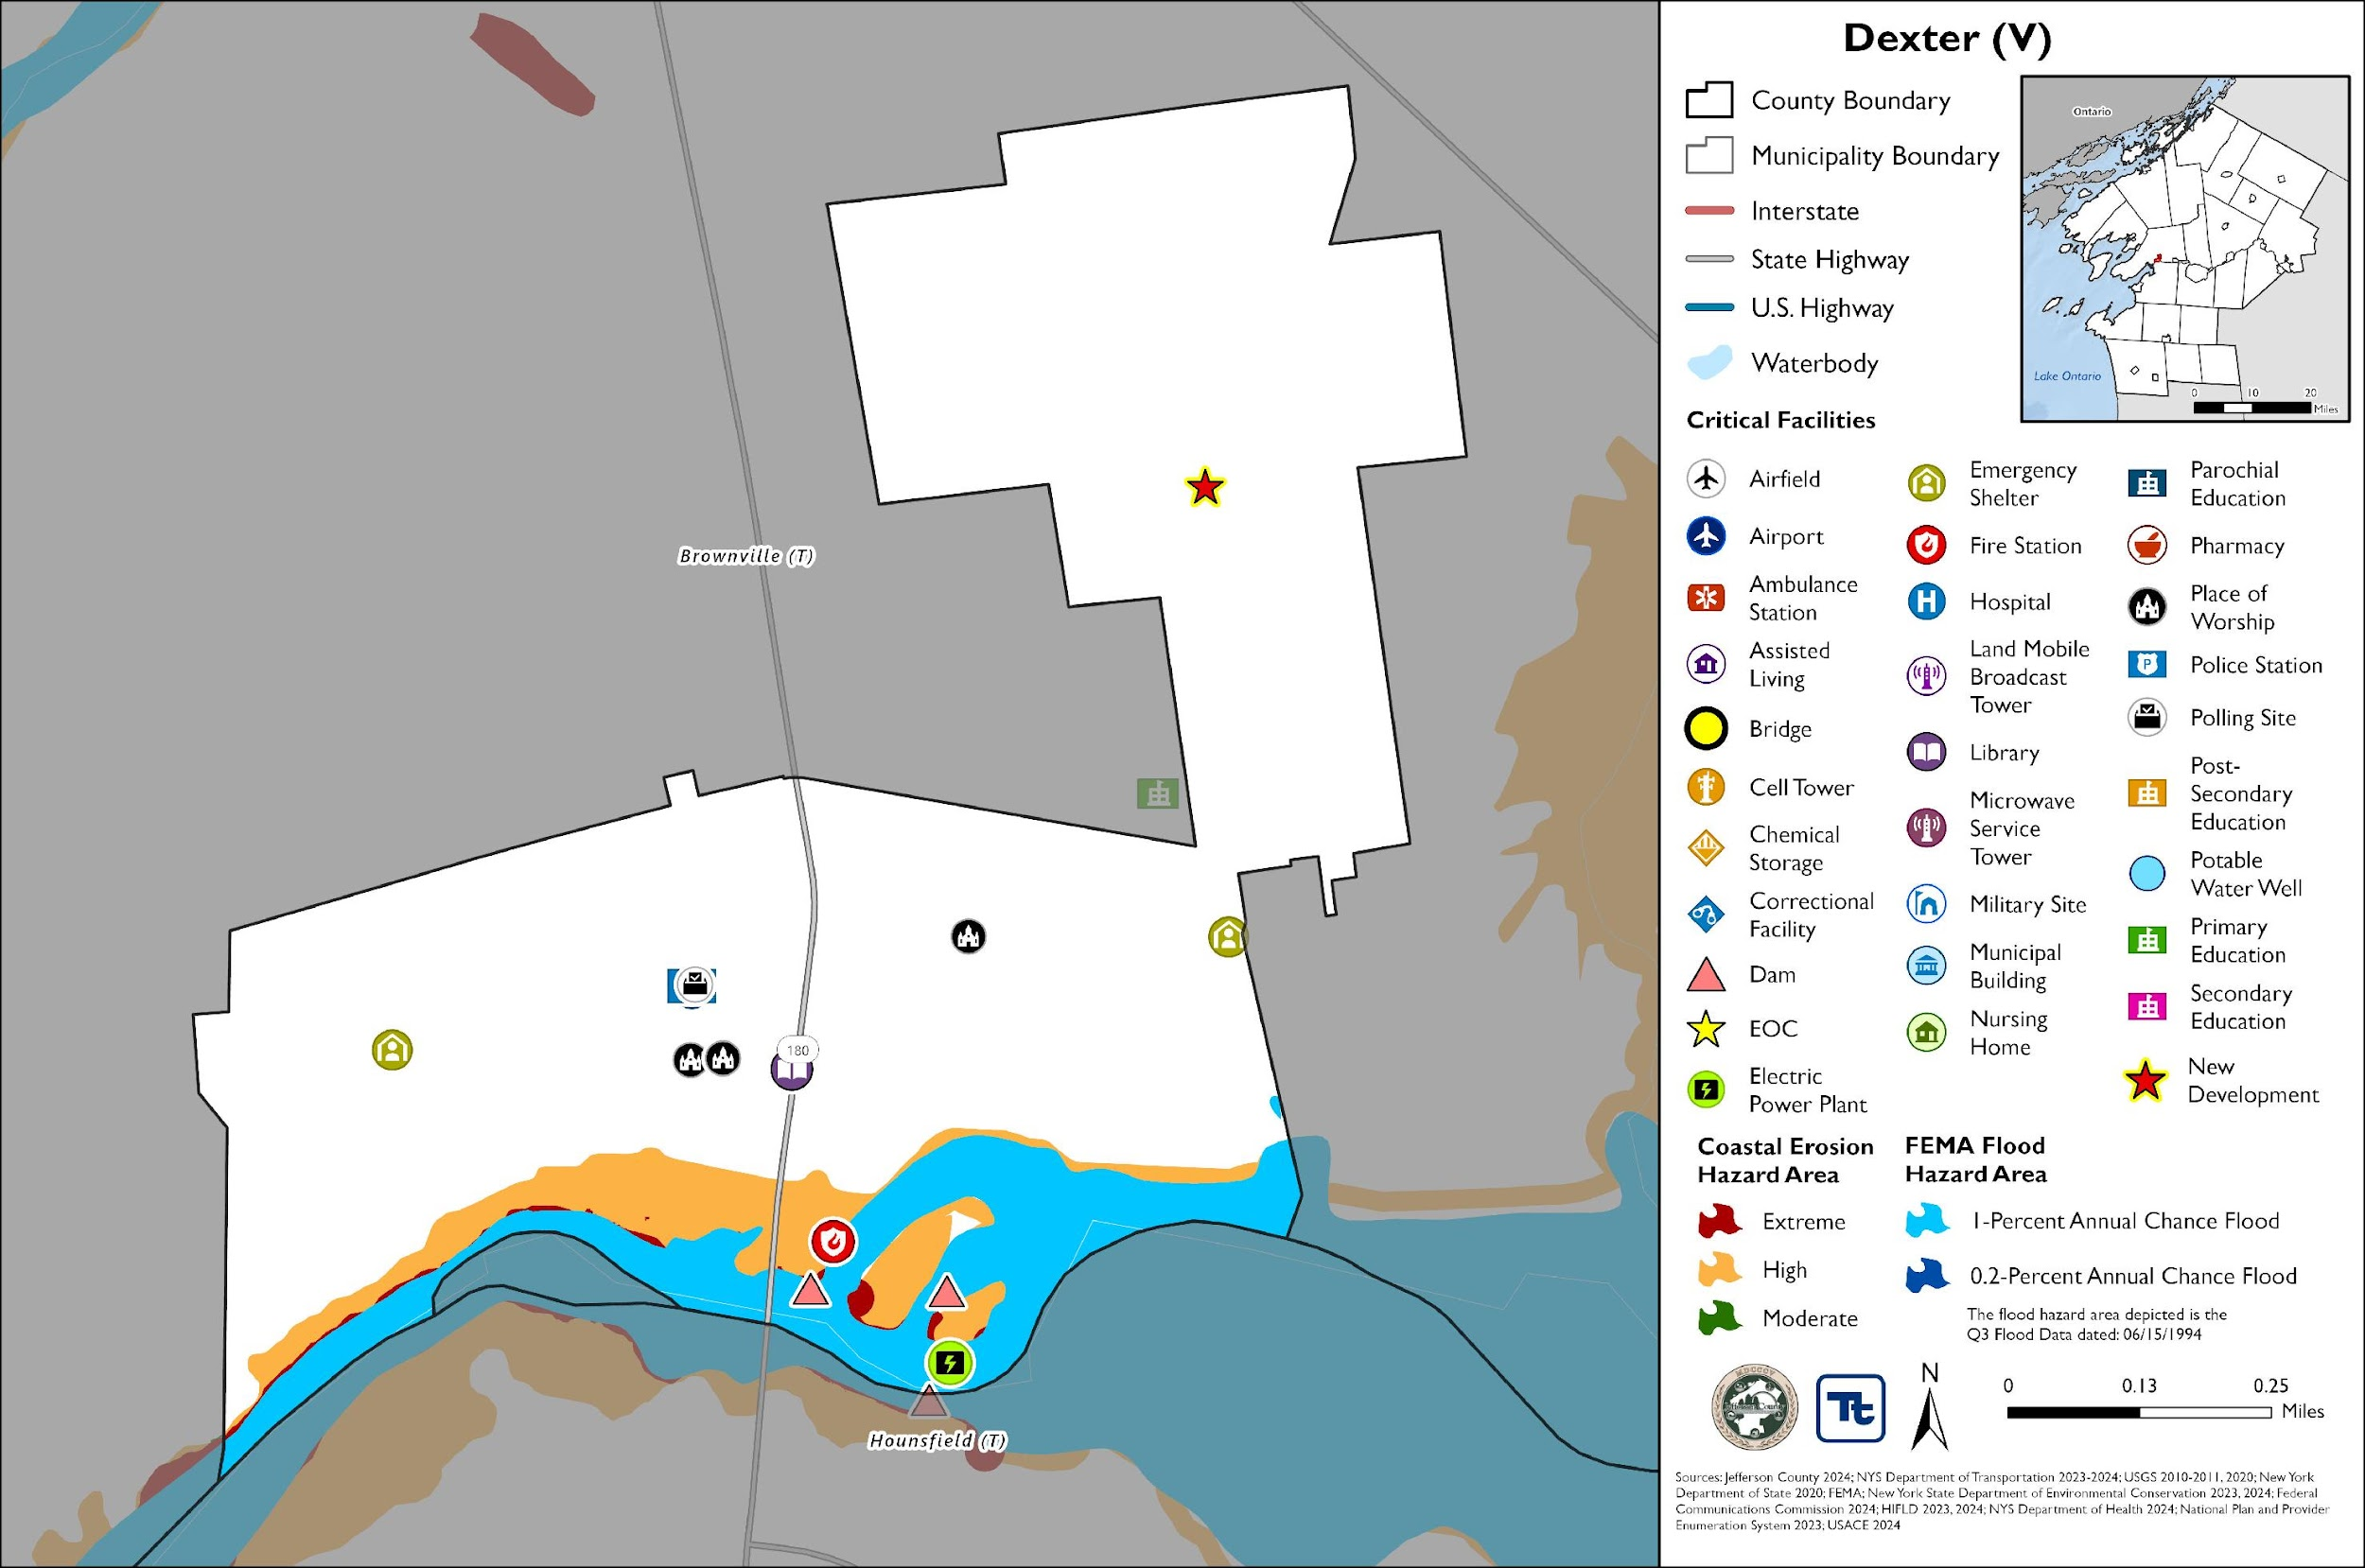 Dexter (V)
County Boundary
Municipality Boundary
Interstate
State Highway
U.S. Highway
Waterbody
Ontario
Lake Ontario
0 10 20
Miles
Critical Facilities
Airfield
Airport
Ambulance
Station
Assisted
Living
Bridge
Cell Tower
Chemical
Storage
Correctional
Facility
Dam
EOC
Electric
Power Plant
Emergency
Shelter
Fire Station
H
Hospital
Land Mobile
Broadcast
Tower
Library
Microwave
Service
Tower
Military Site
Municipal
Building
Nursing
Home
Parochial
Education
Pharmacy
Place of
Worship
P
Police Station
Polling Site
Post-
Secondary
Education
Potable
Water Well
Primary
Education
Secondary
Education
New
Development
Coastal Erosion
Hazard Area
Extreme
High
Moderate
FEMA Flood
Hazard Area
1-Percent Annual Chance Flood
0.2-Percent Annual Chance Flood
The flood hazard area depicted is the
Q3 Flood Data dated: 06/15/1994
Tt
N
0 0.13 0.25
Miles
Sources: Jefferson County 2024; NYS Department of Transportation 2023-2024; USGS 2010-2011, 2020; New York
Department of State 2020; FEMA; New York State Department of Environmental Conservation 2023, 2024; Federal
Communications Commission 2024; HIFLD 2023, 2024; NYS Department of Health 2024; National Plan and Provider
Enumeration System 2023; USACE 2024
Brownville (T)
180
Hounsfield (T)